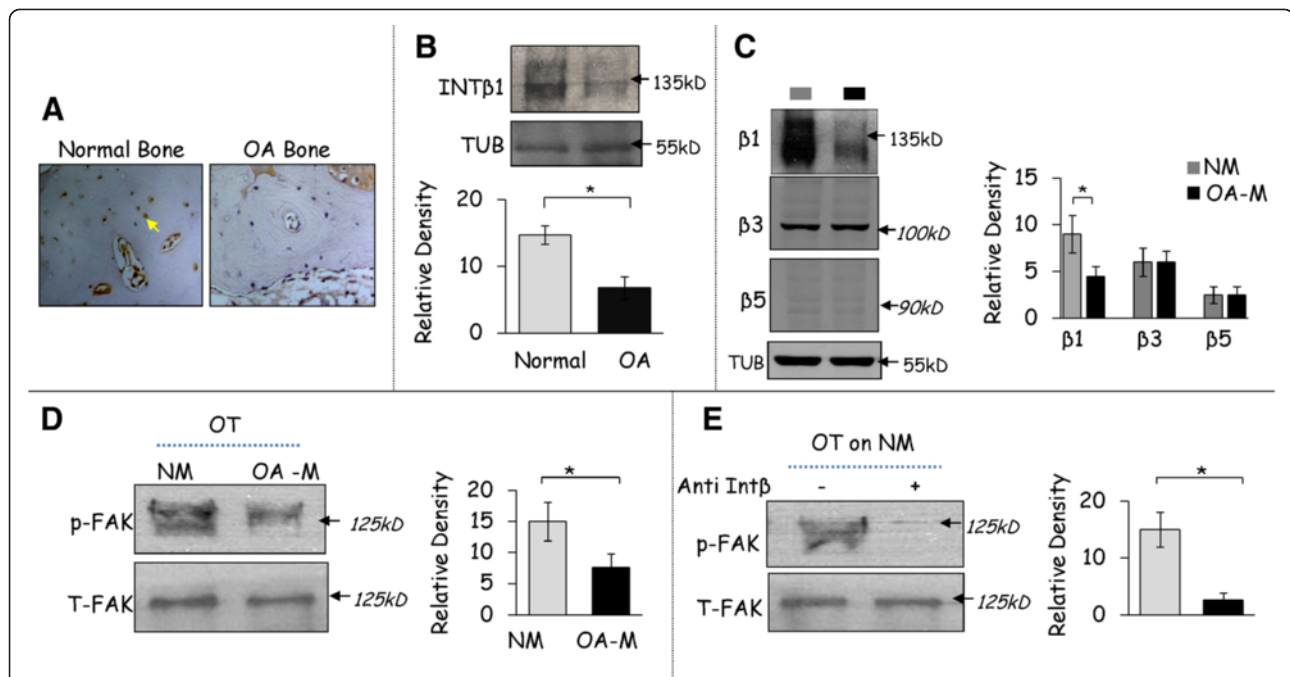 A
Normal Bone
OA Bone
B
INTβ1
135kD
TUB
55kD
Relative Density
20
10
0
*
Normal
OA
C
β1
135kD
β3
100kD
β5
90kD
TUB
55kD
Relative Density
15
10
5
0
*
NM
OA-M
β1
β3
β5
D
OT
NM
OA -M
p-FAK
125kD
T-FAK
125kD
Relative Density
20
15
10
5
0
*
NM
OA-M
E
OT on NM
Anti Intβ
-
+
p-FAK
125kD
T-FAK
125kD
Relative Density
20
10
0
*